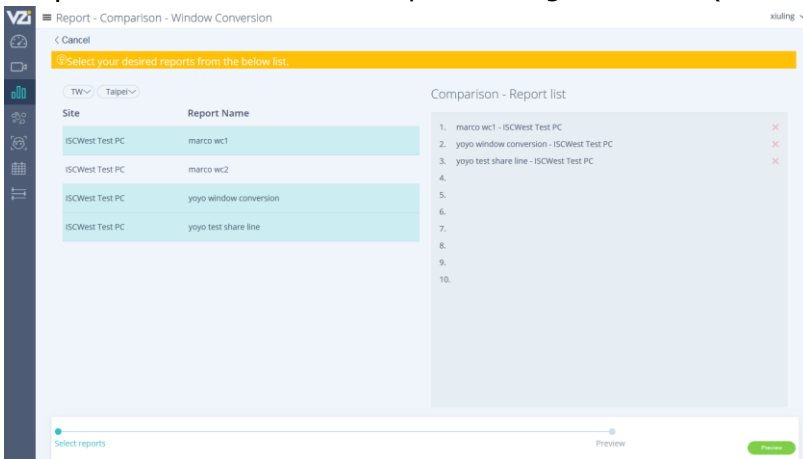 VZi
Report - Comparison - Window Conversion
xiuling
< Cancel
Select your desired reports from the below list.
TW Taipei
Comparison - Report list
Site Report Name
ISCWest Test PC marco wc1
ISCWest Test PC marco wc2
ISCWest Test PC yoyo window conversion
ISCWest Test PC yoyo test share line
1. marco wc1 - ISCWest Test PC
2. yoyo window conversion - ISCWest Test PC
3. yoyo test share line - ISCWest Test PC
4.
5.
6.
7.
8.
9.
10.
Select reports
Preview
Preview